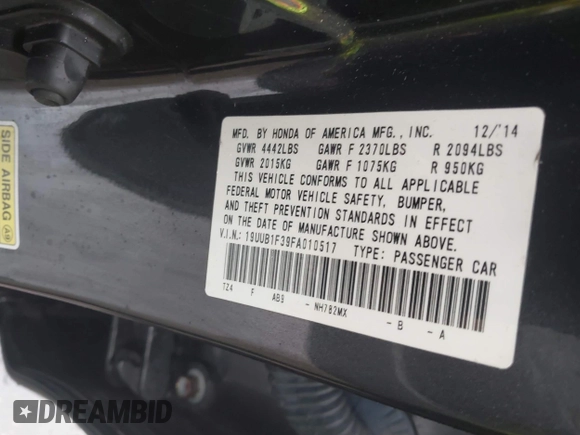 SIDE AIRBAG
MFD. BY HONDA OF AMERICA MFG., INC. 12/'14
GVWR 4442LBS GAWR F 2370LBS R 2094LBS
GVWR 2015KG GAWR F 1075KG R 950KG
THIS VEHICLE CONFORMS TO ALL APPLICABLE
FEDERAL MOTOR VEHICLE SAFETY, BUMPER,
AND THEFT PREVENTION STANDARDS IN EFFECT
ON THE DATE OF MANUFACTURE SHOWN ABOVE.
V.I.N.: 19UUB1F39FA010517 TYPE: PASSENGER CAR
TZ4 F AB9 - NH782MX - B - A
DREAMBID